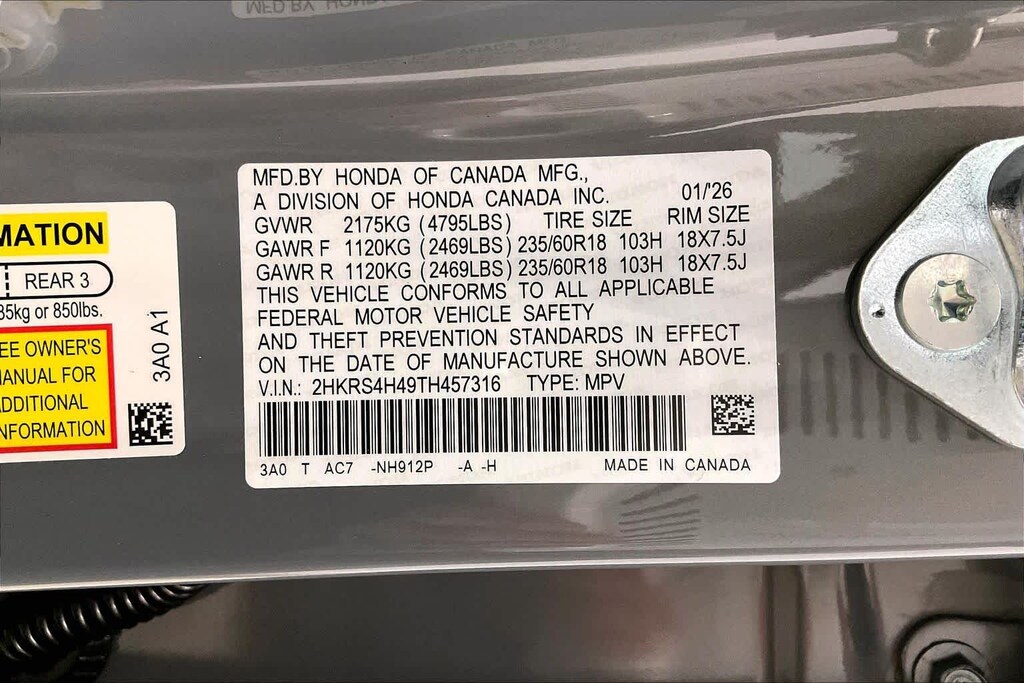 MFD BY HOND
MATION
REAR 3
85kg or 850lbs.
EE OWNER'S
ANUAL FOR
ADDITIONAL
NFORMATION
3A0 A1
MFD.BY HONDA OF CANADA MFG.,
A DIVISION OF HONDA CANADA INC. 01/'26
GVWR 2175KG (4795LBS) TIRE SIZE RIM SIZE
GAWR F 1120KG (2469LBS) 235/60R18 103H 18X7.5J
GAWR R 1120KG (2469LBS) 235/60R18 103H 18X7.5J
THIS VEHICLE CONFORMS TO ALL APPLICABLE
FEDERAL MOTOR VEHICLE SAFETY
AND THEFT PREVENTION STANDARDS IN EFFECT
ON THE DATE OF MANUFACTURE SHOWN ABOVE.
V.I.N.: 2HKRS4H49TH457316 TYPE: MPV
3A0 T AC7 -NH912P -A -H MADE IN CANADA